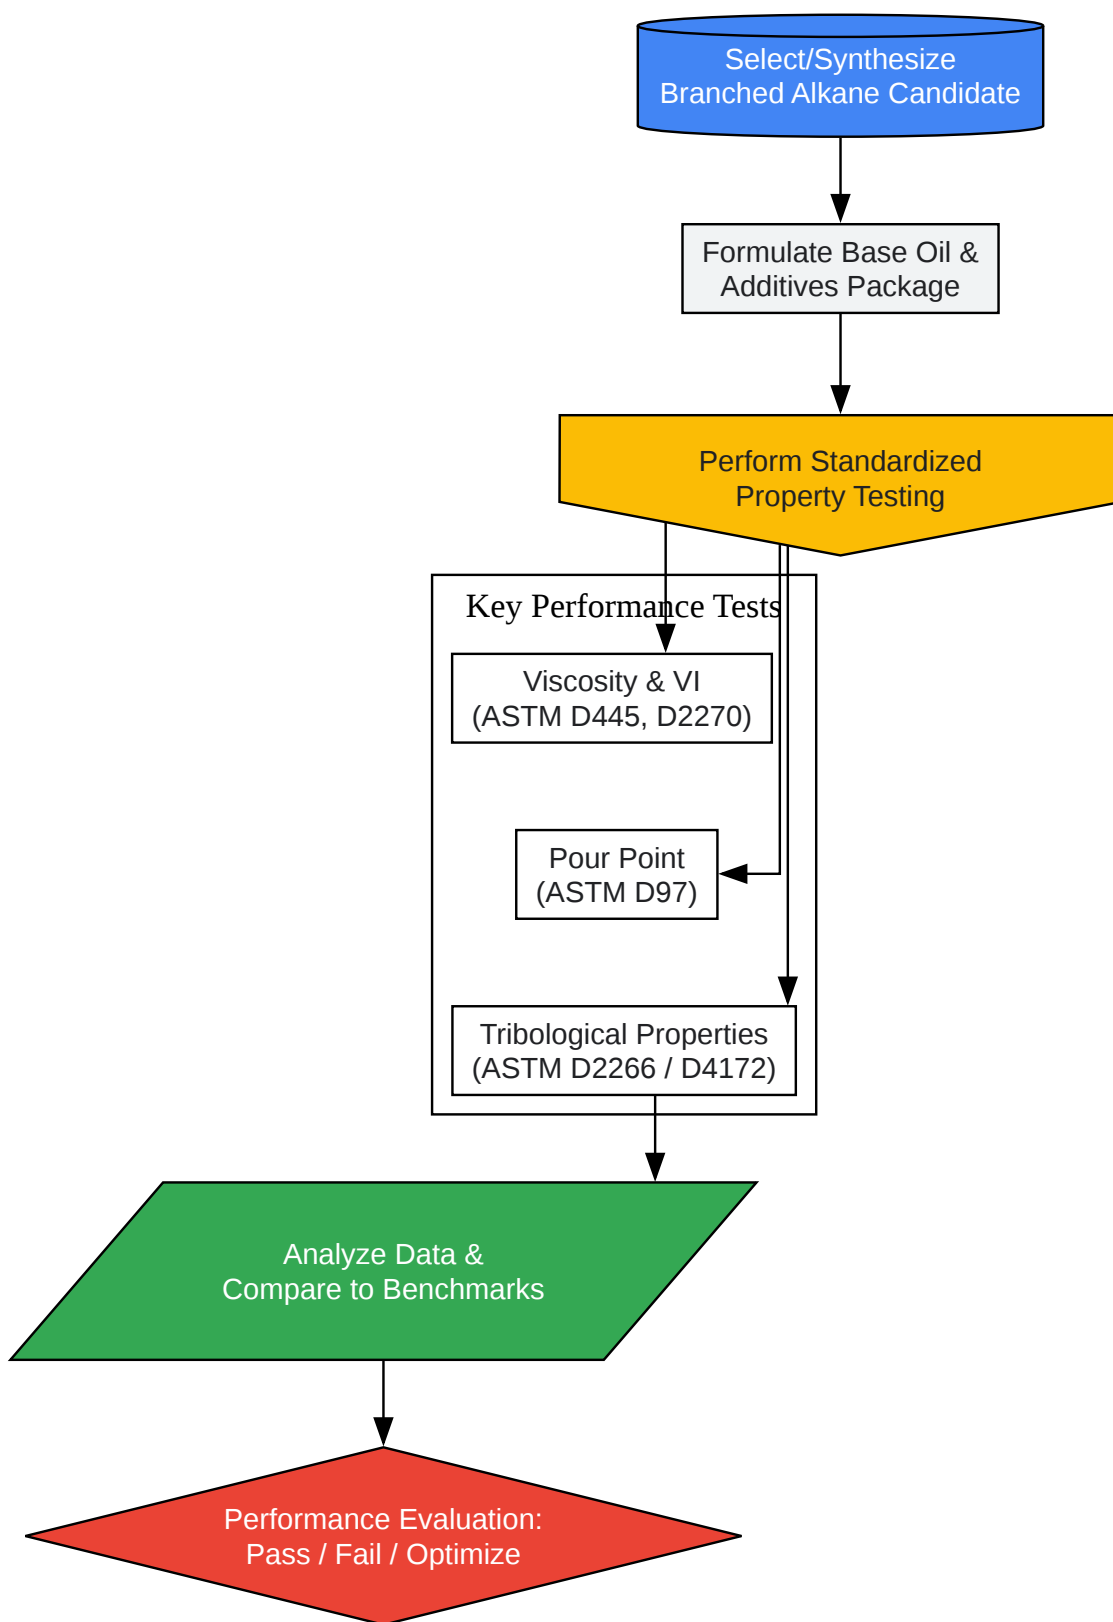 Select/Synthesize
Branched Alkane Candidate
Formulate Base Oil &
Additives Package
Perform Standardized
Property Testing
Key Performance Tests
Viscosity & VI
(ASTM D445, D2270)
Pour Point
(ASTM D97)
Tribological Properties
(ASTM D2266 / D4172)
Analyze Data &
Compare to Benchmarks
Performance Evaluation:
Pass / Fail / Optimize